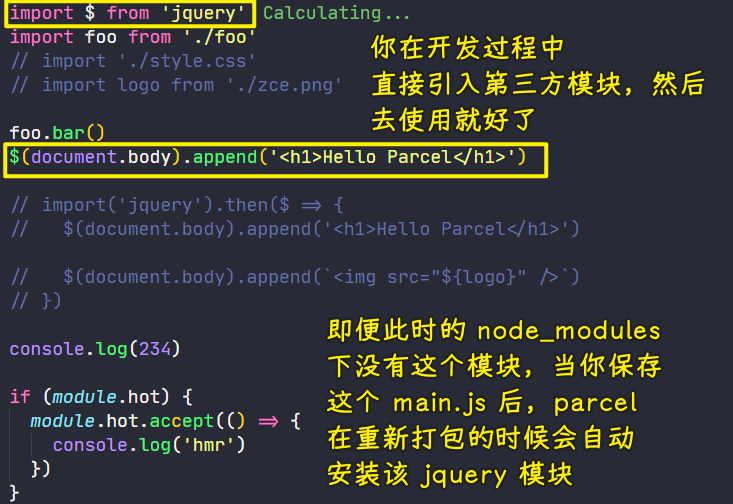 import $ from 'jquery' Calculating...
import foo from './foo'
// import './style.css'
// import logo from './zce.png'
你在开发过程中
直接引入第三方模块，然后
去使用就好了
foo.bar()
$(document.body).append('<h1>Hello Parcel</h1>')
// import('jquery').then($ => {
//   $(document.body).append('<h1>Hello Parcel</h1>')
//   $(document.body).append(`<img src="${logo}" />`)
// })
console.log(234)
if (module.hot) {
  module.hot.accept(() => {
    console.log('hmr')
  })
}
即便此时的 node_modules
下没有这个模块，当你保存
这个 main.js 后，parcel
在重新打包的时候会自动
安装该 jquery 模块